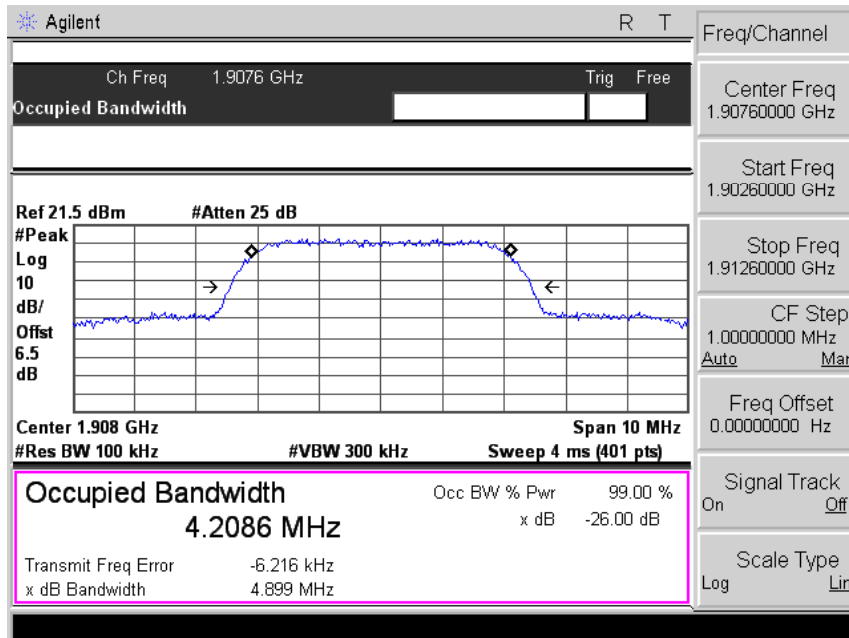 Agilent
R T
Freq/Channel
Ch Freq 1.9076 GHz Trig Free
Occupied Bandwidth
Center Freq
1.90760000 GHz
Start Freq
1.90260000 GHz
Stop Freq
1.91260000 GHz
CF Step
1.00000000 MHz
Auto Mar
Freq Offset
0.00000000 Hz
Signal Track
On Off
Scale Type
Log Lin
Ref 21.5 dBm #Atten 25 dB
#Peak
Log
10
dB/
Offst
6.5
dB
Center 1.908 GHz Span 10 MHz
#Res BW 100 kHz #VBW 300 kHz Sweep 4 ms (401 pts)
Occupied Bandwidth
4.2086 MHz
Occ BW % Pwr 99.00 %
x dB -26.00 dB
Transmit Freq Error -6.216 kHz
x dB Bandwidth 4.899 MHz